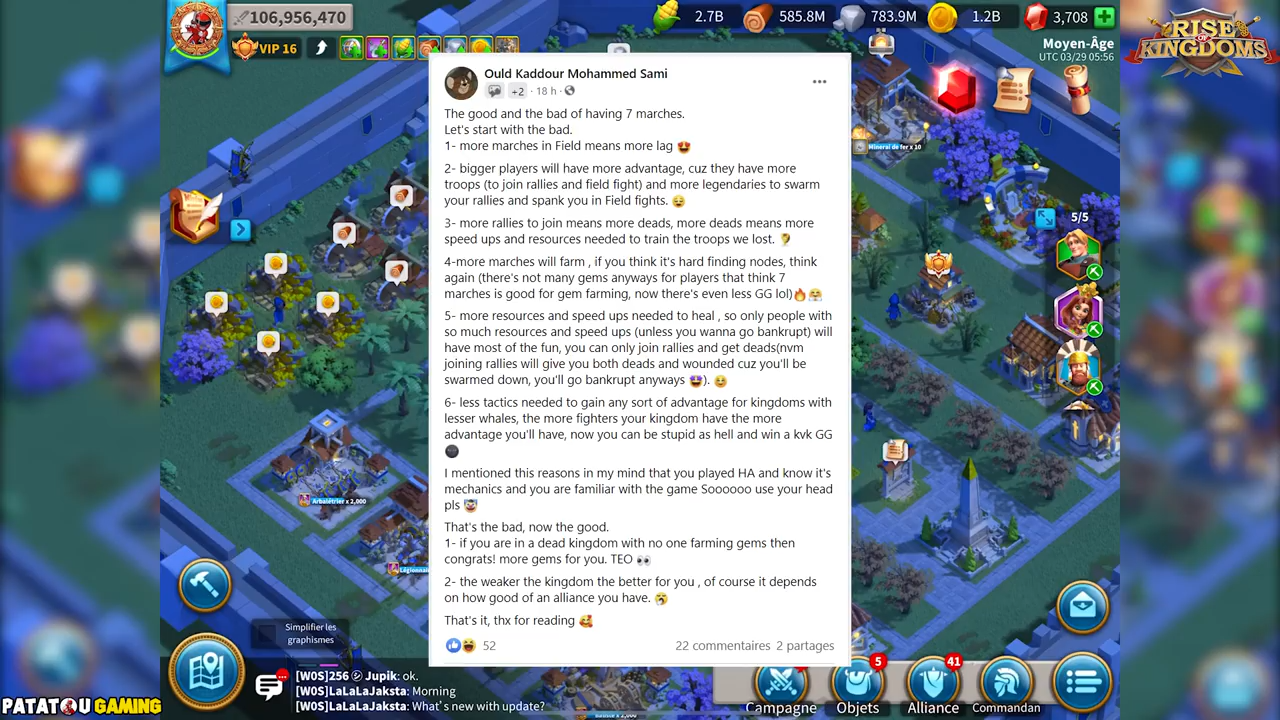 106,956,470
2.7B
585.8M
783.9M
1.2B
3,708
VIP 16
Moyen-Âge
UTC 03/29 05:56
RISE OF KINGDOMS
Ould Kaddour Mohammed Sami
+2 · 18 h ·
The good and the bad of having 7 marches.
Let's start with the bad.
1- more marches in Field means more lag 😍
2- bigger players will have more advantage, cuz they have more
troops (to join rallies and field fight) and more legendaries to swarm
your rallies and spank you in Field fights.
3- more rallies to join means more deads, more deads means more
speed ups and resources needed to train the troops we lost.
4-more marches will farm , if you think it's hard finding nodes, think
again (there's not many gems anyways for players that think 7
marches is good for gem farming, now there's even less GG lol)🔥😤
5- more resources and speed ups needed to heal , so only people with
so much resources and speed ups (unless you wanna go bankrupt) will
have most of the fun, you can only join rallies and get deads(nvm
joining rallies will give you both deads and wounded cuz you'll be
swarmed down, you'll go bankrupt anyways 🤩). 😂
6- less tactics needed to gain any sort of advantage for kingdoms with
lesser whales, the more fighters your kingdom have the more
advantage you'll have, now you can be stupid as hell and win a kvk GG
🌚
I mentioned this reasons in my mind that you played HA and know it's
mechanics and you are familiar with the game Soooooo use your head
pls 🤡
That's the bad, now the good.
1- if you are in a dead kingdom with no one farming gems then
congrats! more gems for you. TEO 👀
2- the weaker the kingdom the better for you , of course it depends
on how good of an alliance you have. 😭
That's it, thx for reading 🥰
52
22 commentaires 2 partages
Minerai de fer x 10
5/5
Arbalétrier x 2,000
Légionnai
Simplifier les
graphismes
[WOS]256 Jupik: ok.
[WOS]LaLaLaJaksta: Morning
[WOS]LaLaLaJaksta: What's new with update?
Campagne
5
Objets
41
Alliance
Commandan
PATATOU GAMING